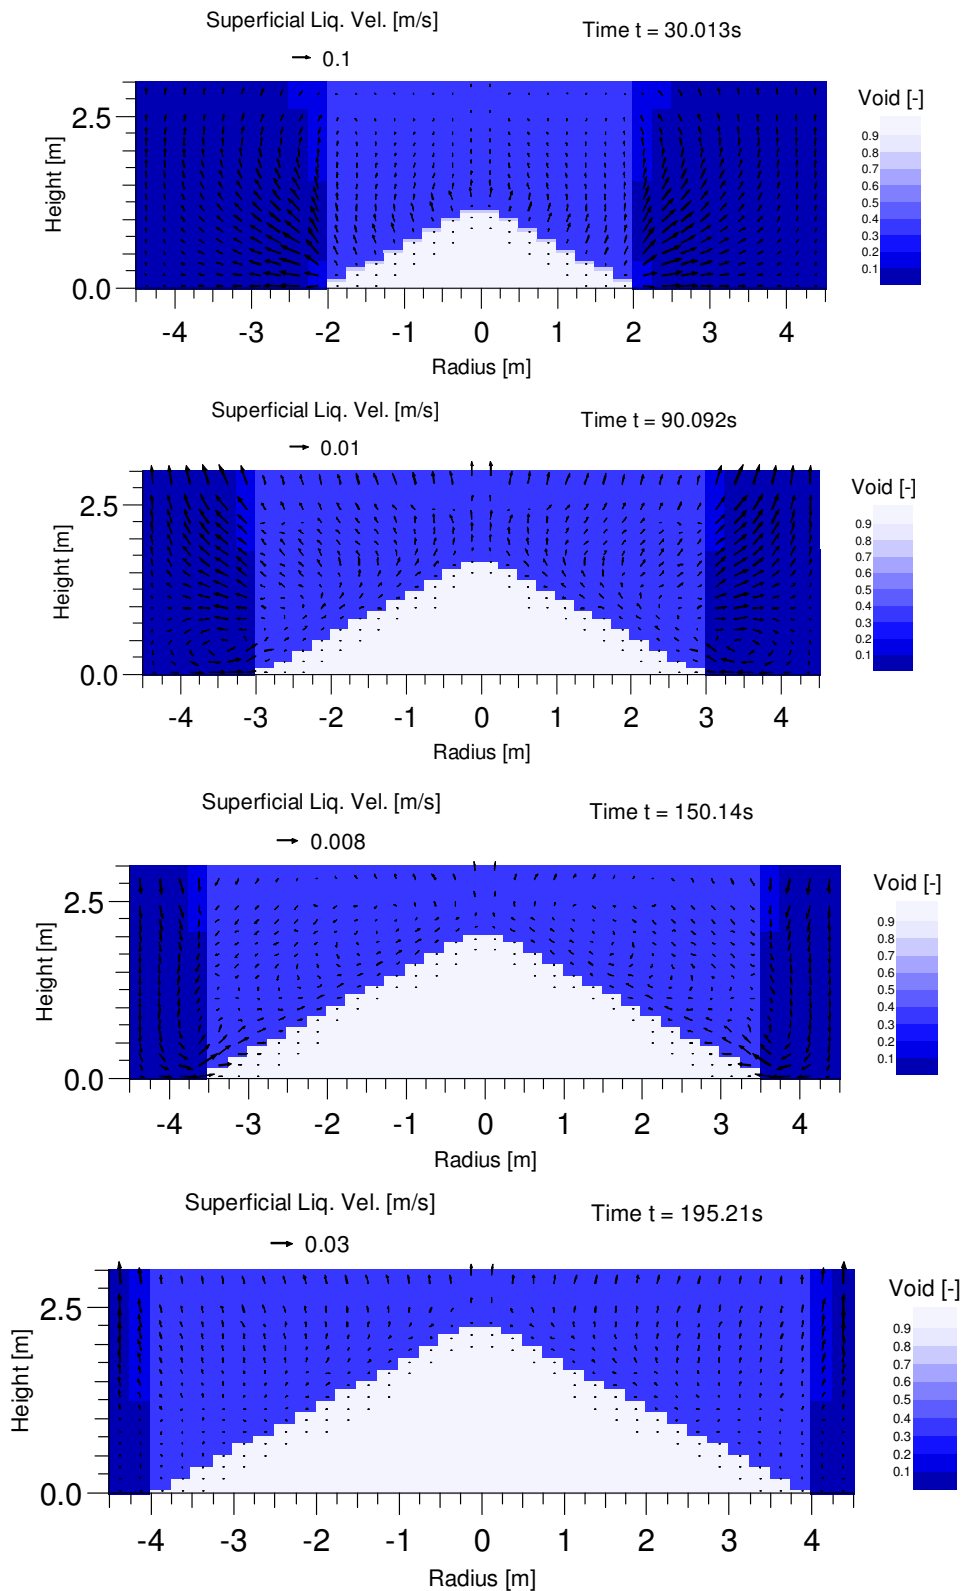 Superficial Liq. Vel. [m/s]
Time t = 30.013s
0.1
Void [-]
0.9
0.8
0.7
0.6
0.5
0.4
0.3
0.2
0.1
Height [m]
2.5
0.0
-4 -3 -2 -1 0 1 2 3 4
Radius [m]
Superficial Liq. Vel. [m/s]
Time t = 90.092s
0.01
Void [-]
0.9
0.8
0.7
0.6
0.5
0.4
0.3
0.2
0.1
Height [m]
2.5
0.0
-4 -3 -2 -1 0 1 2 3 4
Radius [m]
Superficial Liq. Vel. [m/s]
Time t = 150.14s
0.008
Void [-]
0.9
0.8
0.7
0.6
0.5
0.4
0.3
0.2
0.1
Height [m]
2.5
0.0
-4 -3 -2 -1 0 1 2 3 4
Radius [m]
Superficial Liq. Vel. [m/s]
Time t = 195.21s
0.03
Void [-]
0.9
0.8
0.7
0.6
0.5
0.4
0.3
0.2
0.1
Height [m]
2.5
0.0
-4 -3 -2 -1 0 1 2 3 4
Radius [m]